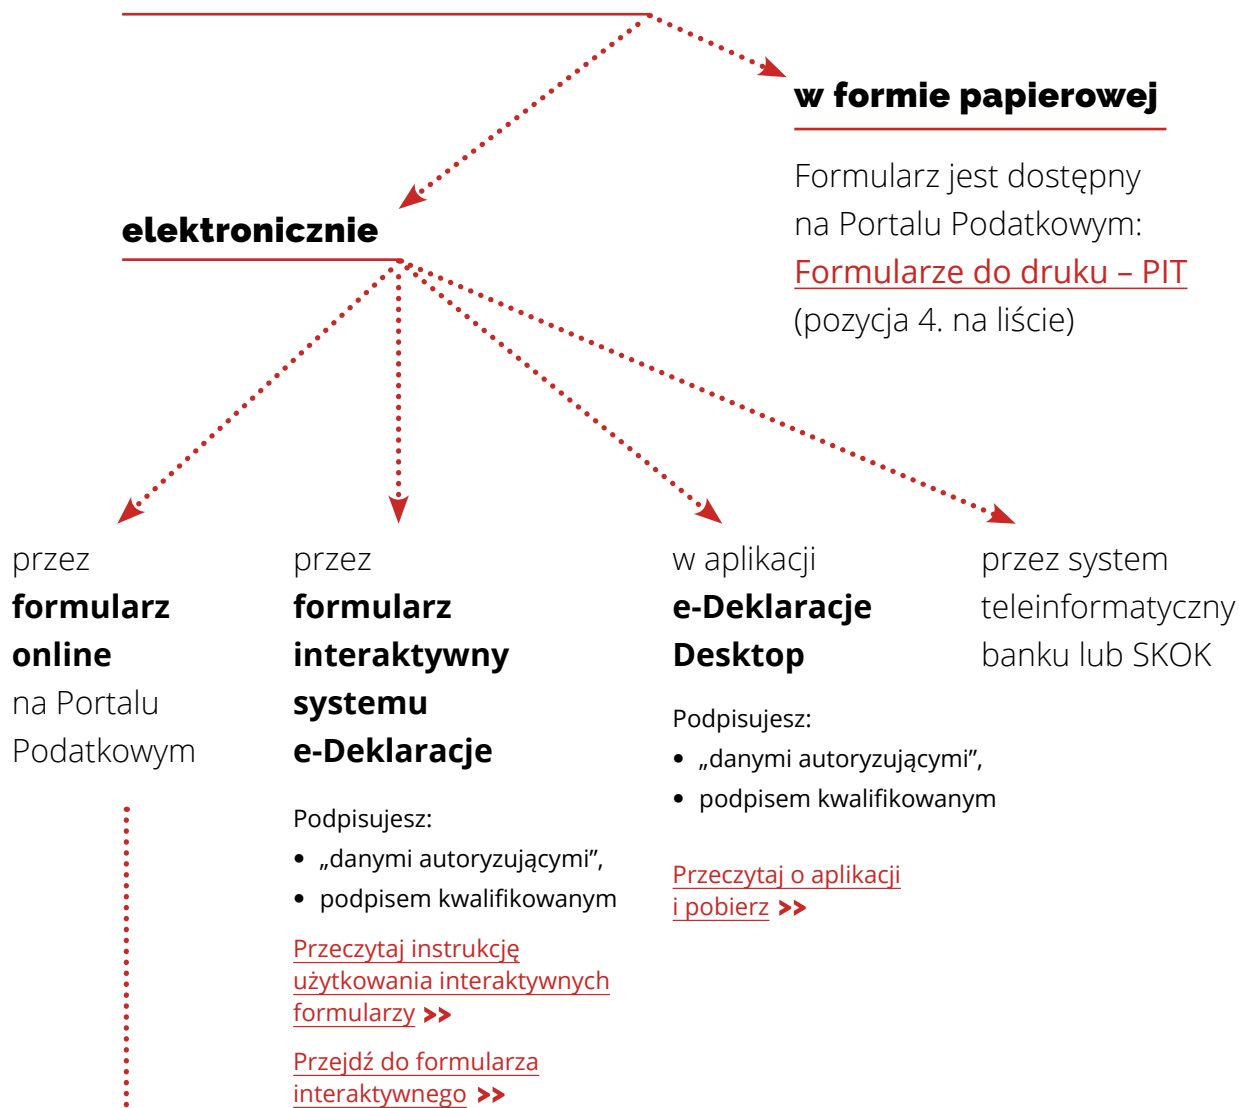 w formie papierowej
Formularz jest dostępny
na Portalu Podatkowym:
Formularze do druku – PIT
(pozycja 4. na liście)
elektronicznie
przez
formularz
online
na Portalu
Podatkowym
przez
formularz
interaktywny
systemu
e-Deklaracje
Podpisujesz:
• „danymi autoryzującymi”,
• podpisem kwalifikowanym
Przeczytaj instrukcję
użytkowania interaktywnych
formularzy >>
Przejdź do formularza
interaktywnego >>
w aplikacji
e-Deklaracje
Desktop
Podpisujesz:
• „danymi autoryzującymi”,
• podpisem kwalifikowanym
Przeczytaj o aplikacji
i pobierz >>
przez system
teleinformatyczny
banku lub SKOK